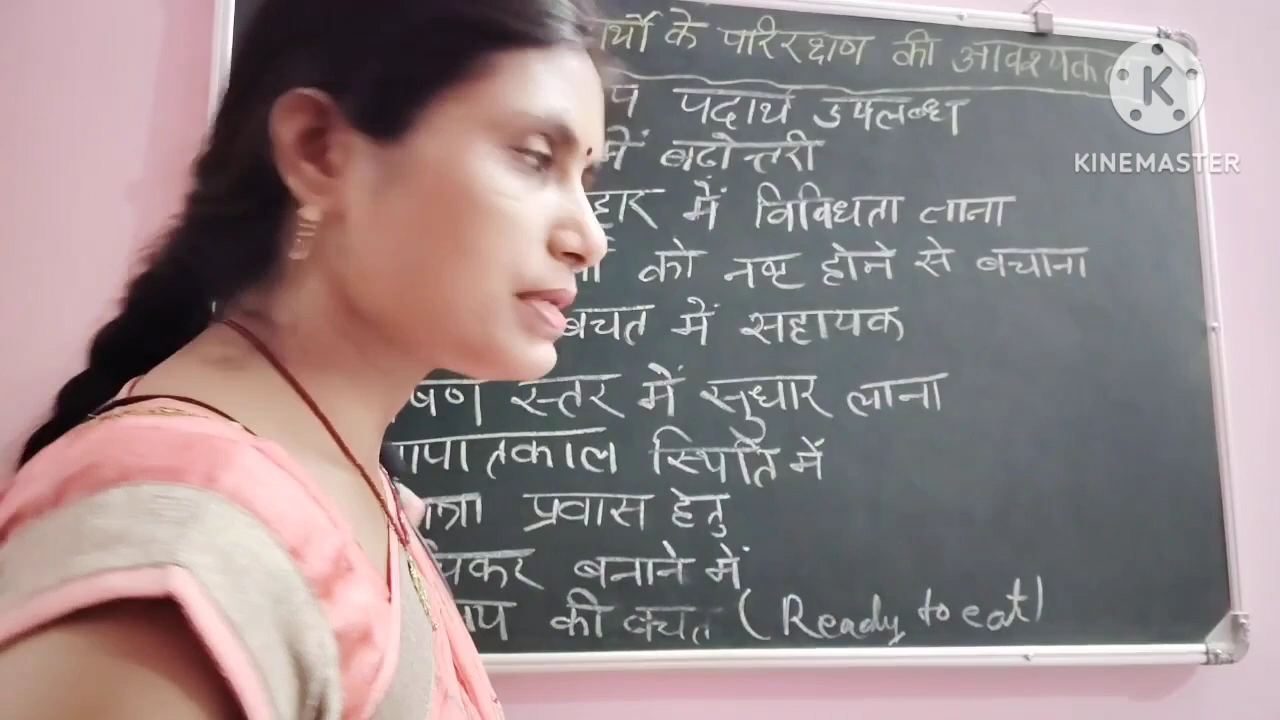 र्थो के परिरक्षण की आवश्यकता
पदार्थ उपलब्ध
में बढ़ोत्तरी
हार में विविधता लाना
को नष्ट होने से बचाना
बचत में सहायक
षण स्तर में सुधार लाना
पातकाल स्थिति में
प्रवास हेतु
कर बनाने में
की बचत (Ready to eat)
K
KINEMASTER